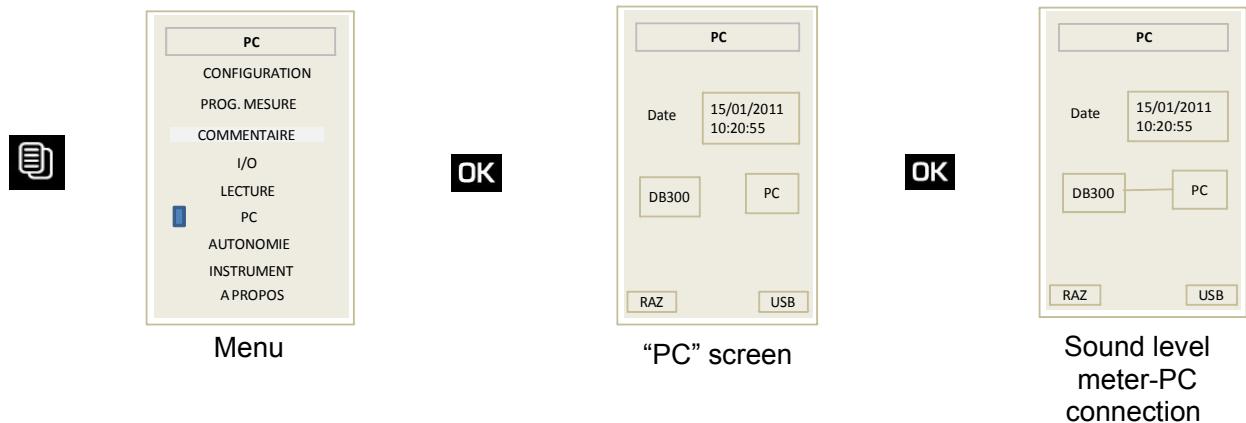 PC
CONFIGURATION
PROG. MESURE
COMMENTAIRE
I/O
LECTURE
PC
AUTONOMIE
INSTRUMENT
A PROPOS
Menu
OK
PC
Date
15/01/2011
10:20:55
DB300
PC
RAZ
USB
“PC” screen
OK
PC
Date
15/01/2011
10:20:55
DB300
PC
RAZ
USB
Sound level
meter-PC
connection